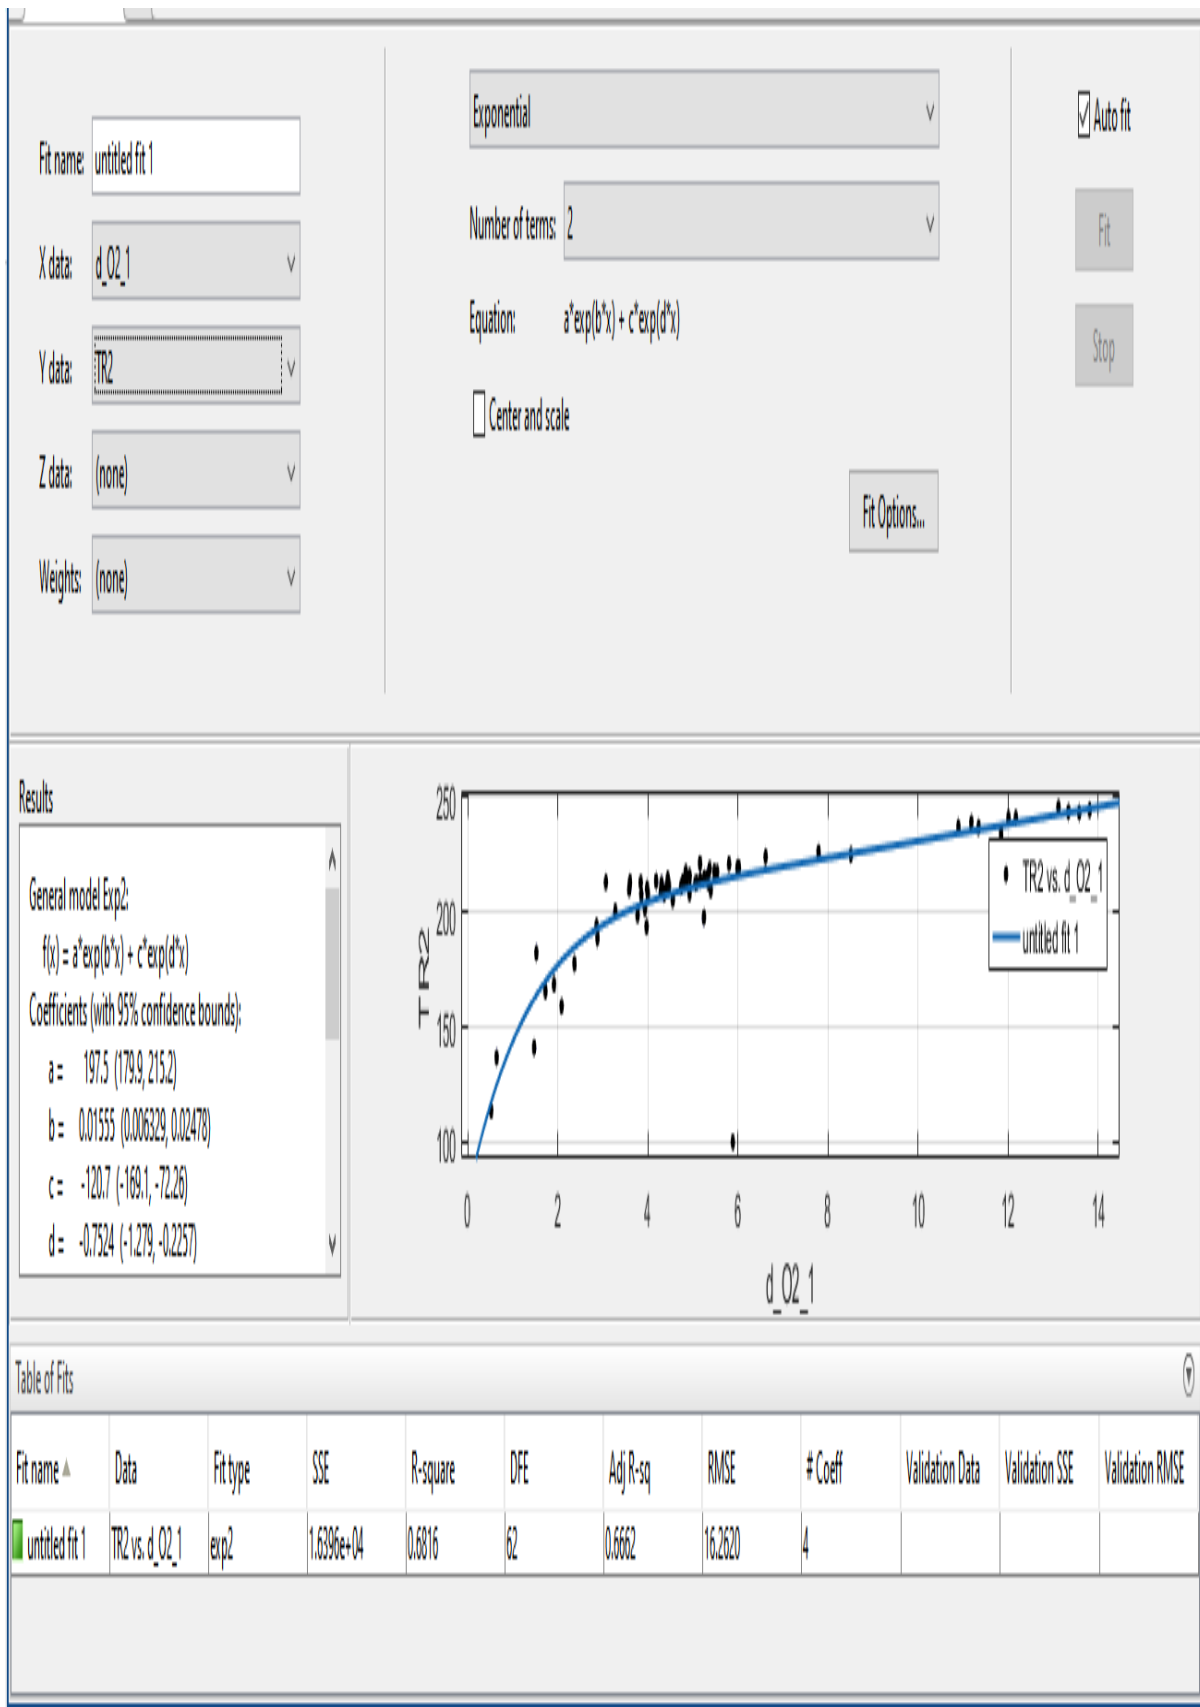 Fit name: untitled fit 1
X data: d_O2_1
Y data: TR2
Z data: (none)
Weights: (none)
Exponential
Number of terms: 2
Equation: a*exp(b*x) + c*exp(d*x)
Center and scale
Fit Options...
Auto fit
Fit
Stop
Results
General model Exp2:
f(x) = a*exp(b*x) + c*exp(d*x)
Coefficients (with 95% confidence bounds):
a = 197.5 (179.9, 215.2)
b = 0.01555 (0.006329, 0.02478)
c = -120.7 (-169.1, -72.26)
d = -0.7524 (-1.279, -0.2257)
250
200
150
100
TR2
0 2 4 6 8 10 12 14
d_O2_1
TR2 vs. d_O2_1
untitled fit 1
Table of Fits
Fit name Data Fit type SSE R-square DFE Adj R-sq RMSE # Coeff Validation Data Validation SSE Validation RMSE
untitled fit 1 TR2 vs. d_O2_1 exp2 1.6396e+04 0.6816 62 0.6662 16.2620 4